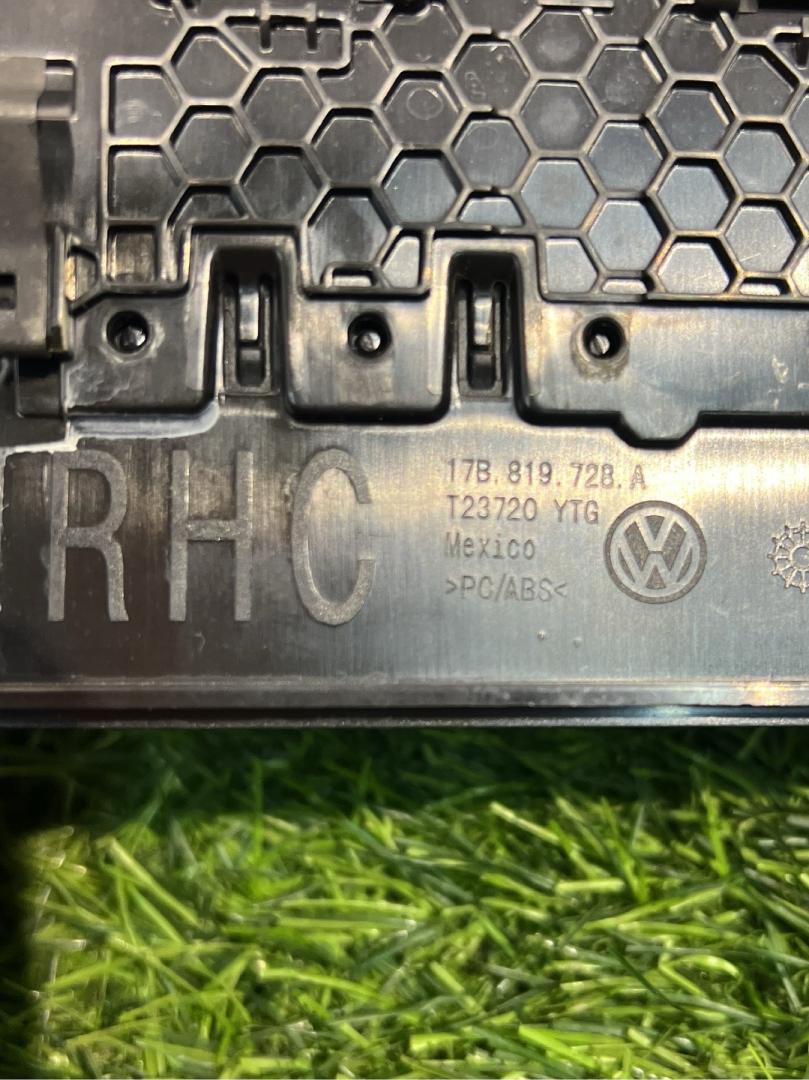 RHC
17B.819.728.A
T23720 YTG
Mexico
>PC/ABS<